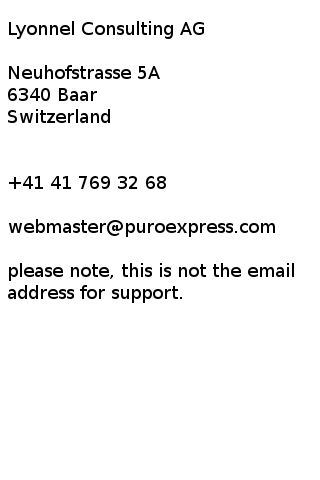 Lyonnel Consulting AG
Neuhofstrasse 5A
6340 Baar
Switzerland
+41 41 769 32 68
webmaster@puroexpress.com
please note, this is not the email
address for support.